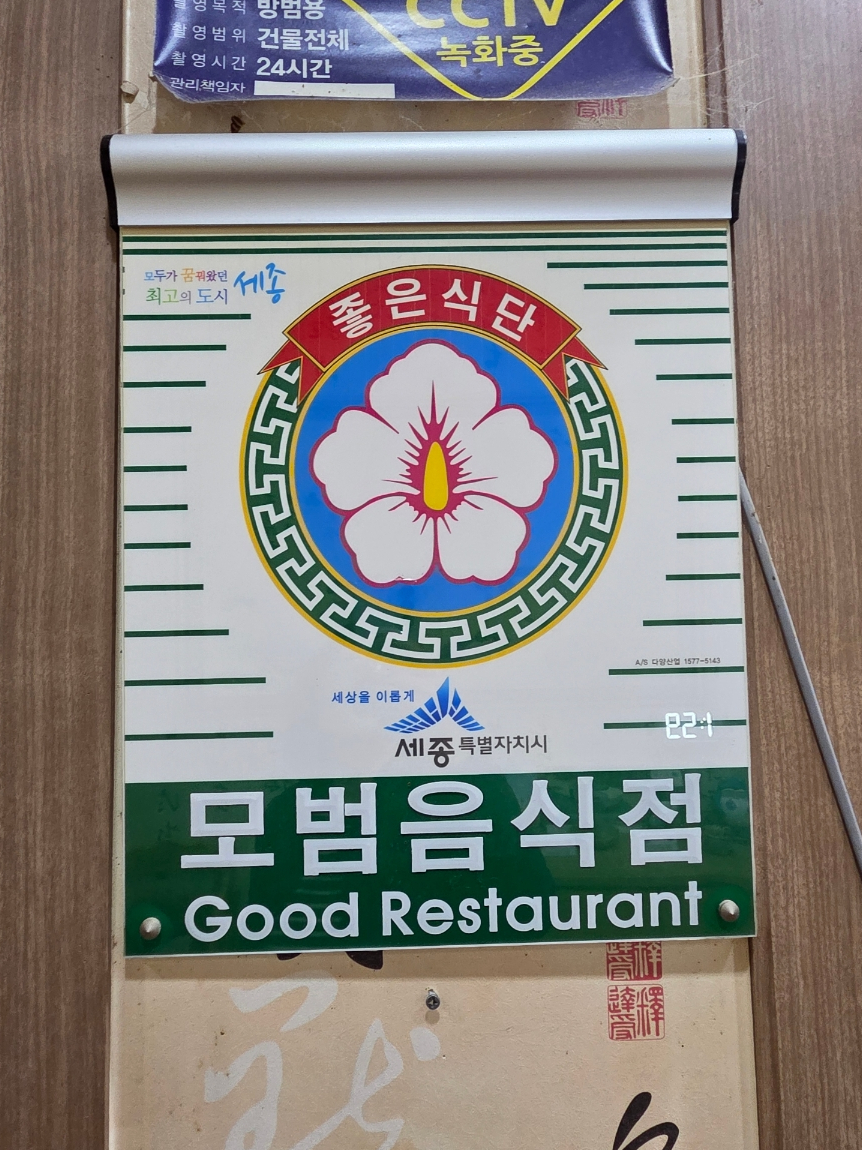 촬영목적 방범용
촬영범위 건물전체
촬영시간 24시간
관리책임자
CCTV
녹화중
모두가 꿈꿔왔던
최고의 도시 세종
좋은식단
A/S 다양산업 1577-5143
세상을 이롭게
세종특별자치시
모범음식점
Good Restaurant